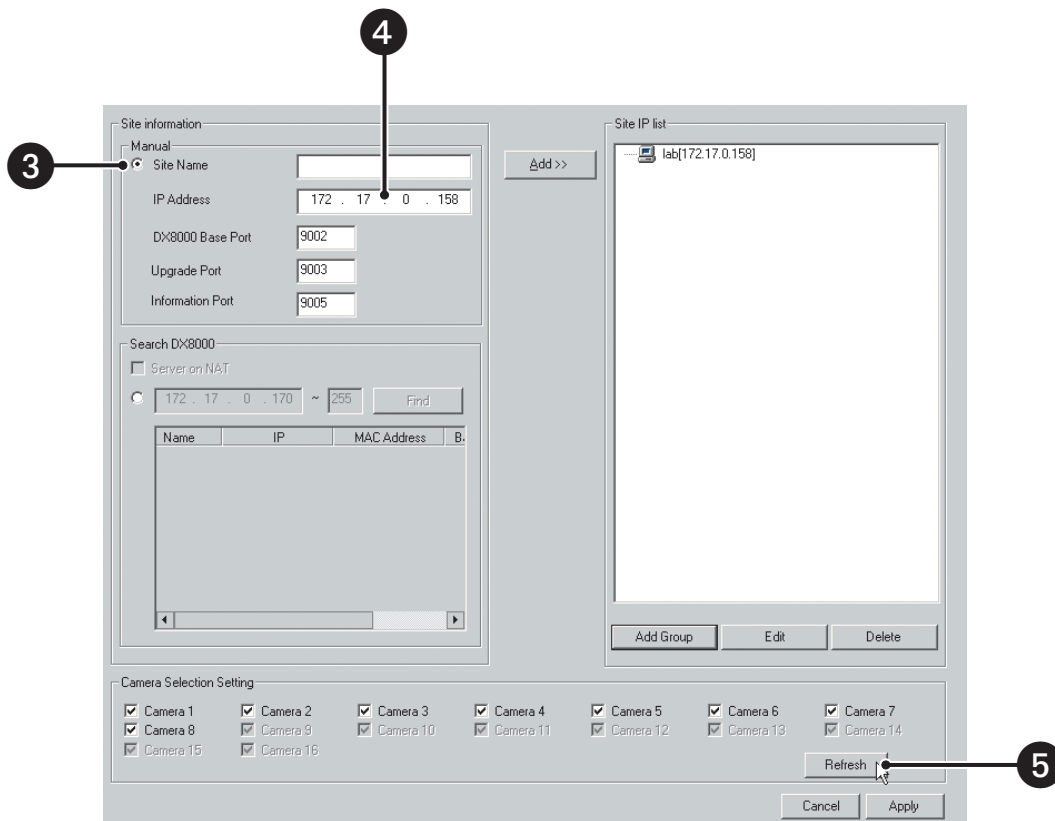 4
Site information
Manual
3
Site Name
IP Address
172 . 17 . 0 . 158
DX8000 Base Port
9002
Upgrade Port
9003
Information Port
9005
Add >>
Site IP list
lab[172.17.0.158]
Search DX8000
Server on NAT
172 . 17 . 0 . 170 ~ 255 Find
Name IP MAC Address
Add Group Edit Delete
Camera Selection Setting
Camera 1 Camera 2 Camera 3 Camera 4 Camera 5 Camera 6 Camera 7
Camera 8 Camera 9 Camera 10 Camera 11 Camera 12 Camera 13 Camera 14
Camera 15 Camera 16
Refresh
5
Cancel Apply